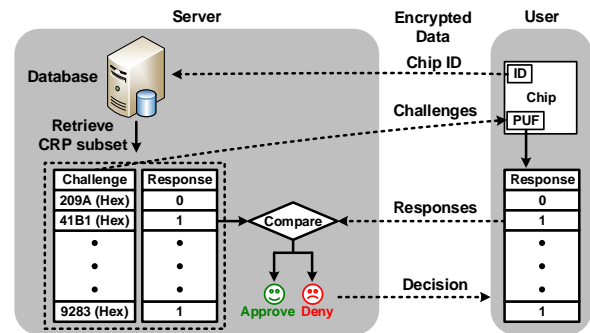 Server
Encrypted
Data
User
Database
Chip ID
ID
Chip
PUF
Challenges
Retrieve
CRP subset
Challenge Response
209A (Hex) 0
41B1 (Hex) 1
9283 (Hex) 1
Compare
Approve Deny
Responses
Decision
Response
0
1
1